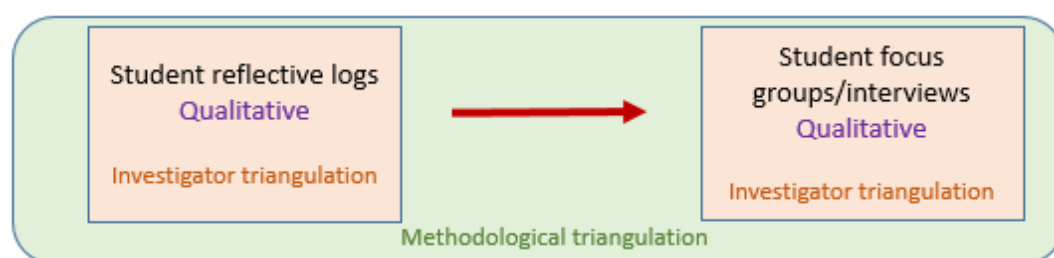 Student reflective logs
Qualitative
Investigator triangulation
Student focus
groups/interviews
Qualitative
Investigator triangulation
Methodological triangulation